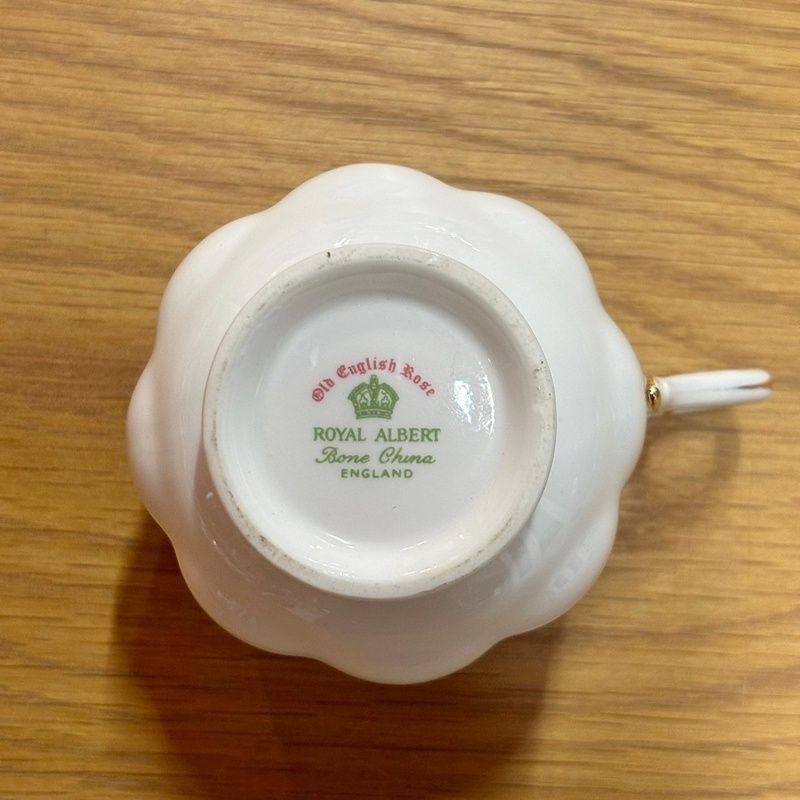 Old English Rose
ROYAL ALBERT
Bone China
ENGLAND